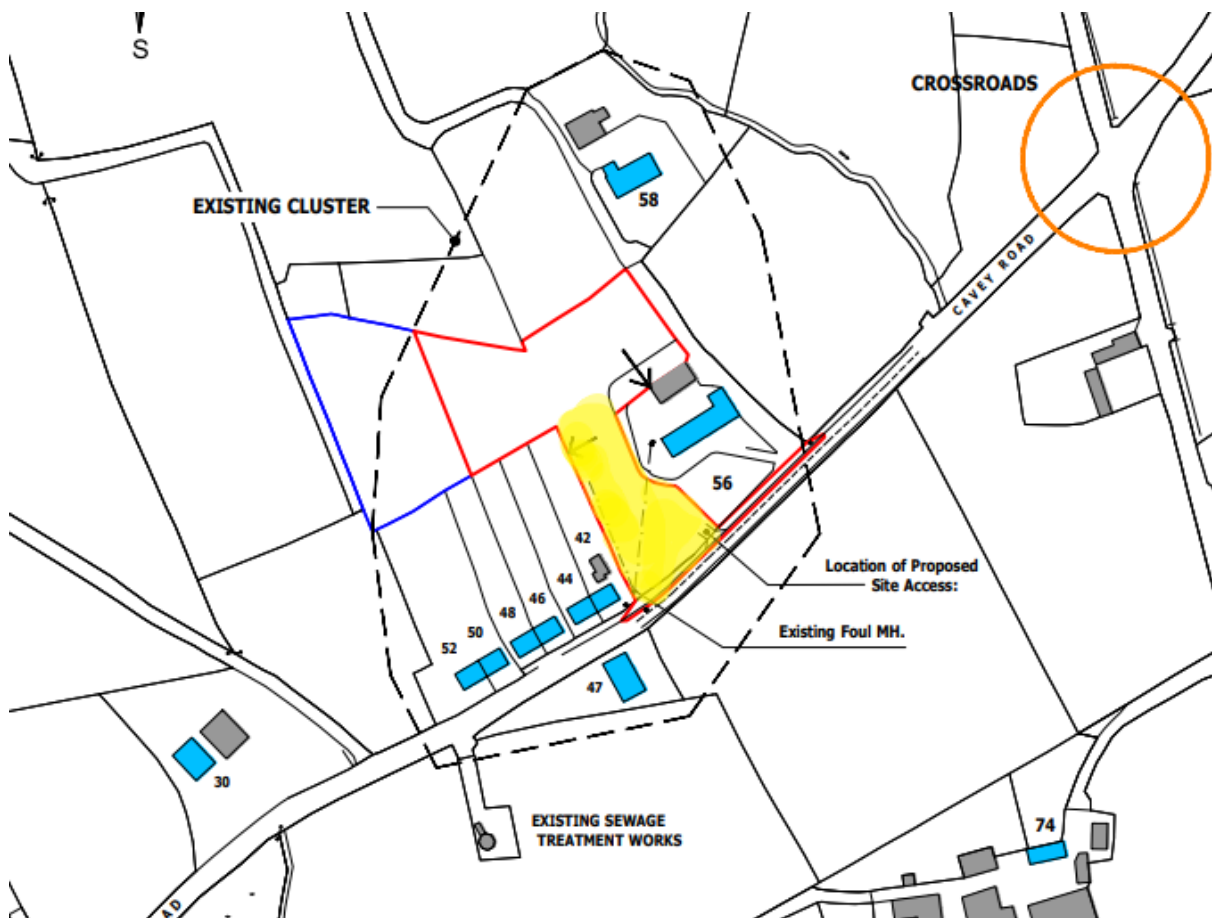 S
CROSSROADS
58
EXISTING CLUSTER
CAVEY ROAD
56
42
Location of Proposed
Site Access:
44
46
48
Existing Foul MH.
50
52
47
30
EXISTING SEWAGE
TREATMENT WORKS
74
AD